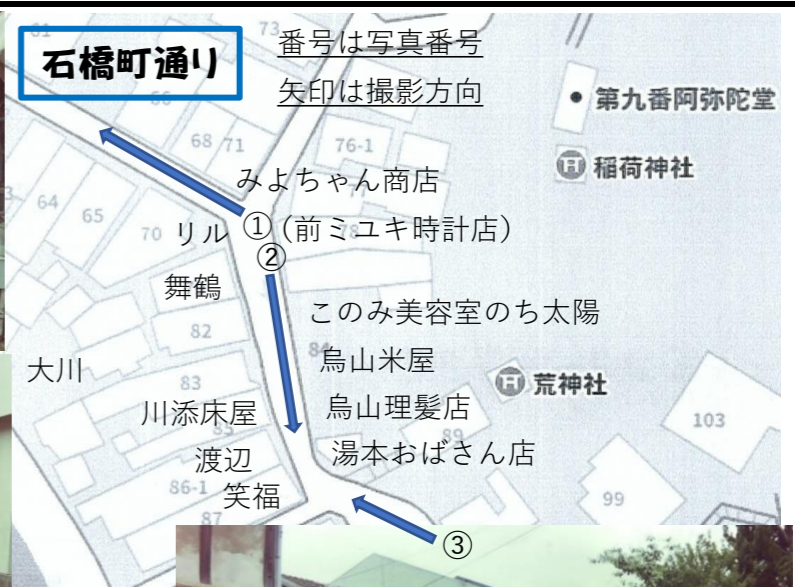 石橋町通り
番号は写真番号
矢印は撮影方向
第九番阿弥陀堂
稲荷神社
みよちゃん商店
リル
①(前ミユキ時計店)
②
舞鶴
このみ美容室のち太陽
大川
烏山米屋
荒神社
川添床屋
烏山理髪店
渡辺
湯本おばさん店
笑福
③
61
73
66
68
71
76-1
64
65
70
78
82
83
84
85
89
86-1
87
99
103